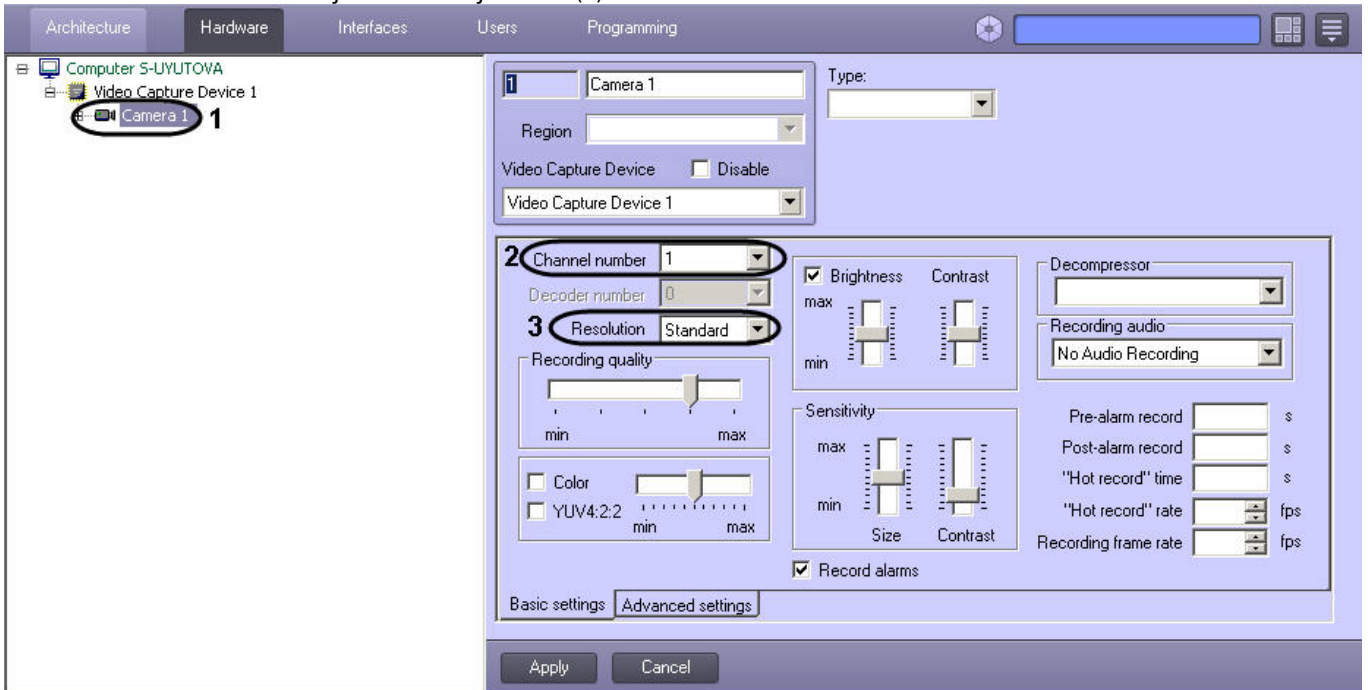 Architecture Hardware Interfaces Users Programming
Computer S-UYUTOVA
Video Capture Device 1
Camera 1 1
1 Camera 1
Type:
Region
Video Capture Device Disable
Video Capture Device 1
2 Channel number 1
Decoder number 0
3 Resolution Standard
Recording quality
min max
Color
YUV4:2:2
min max
Brightness Contrast
max
min
Sensitivity
max
min
Size Contrast
Record alarms
Decompressor
Recording audio
No Audio Recording
Pre-alarm record s
Post-alarm record s
"Hot record" time s
"Hot record" rate fps
Recording frame rate fps
Basic settings Advanced settings
Apply Cancel